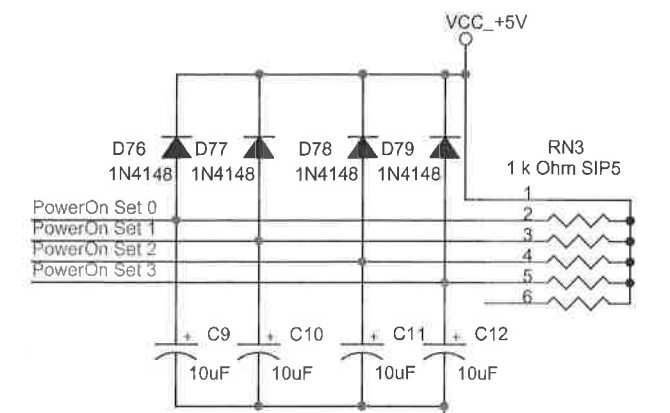 VCC_+5V
D76 D77 D78 D79 RN3
1N4148 1N4148 1N4148 1N4148 1 k Ohm SIP5
1
PowerOn Set 0 2
PowerOn Set 1 3
PowerOn Set 2 4
PowerOn Set 3 5
6
+ C9 + C10 + C11 + C12
10uF 10uF 10uF 10uF